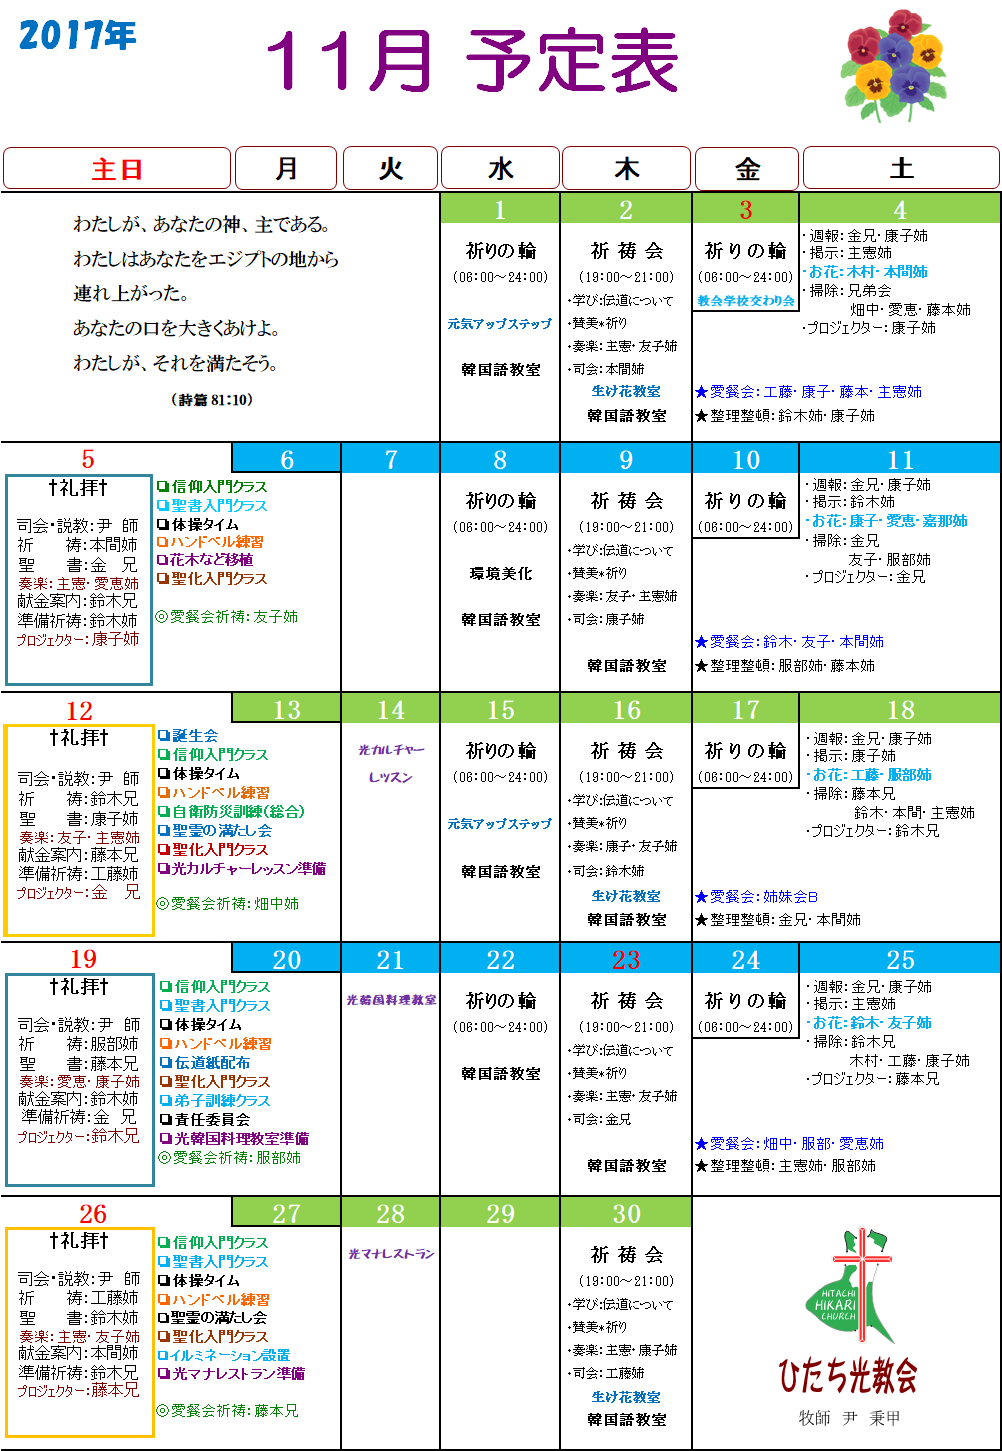 2017年
11月 予定表
主日
月
火
水
木
金
土
わたしが、あなたの神、主である。
わたしはあなたをエジプトの地から
連れ上がった。
あなたの口を大きくあけよ。
わたしが、それを満たそう。
(詩篇 81:10)
1
祈りの輪
(06:00～24:00)
元気アップステップ
韓国語教室
2
祈 祷 会
(19:00～21:00)
・学び:伝道について
・賛美*祈り
・奏楽:主憲・友子姉
・司会:本間姉
生け花教室
韓国語教室
3
祈りの輪
(06:00～24:00)
教会学校交わり会
4
・週報:金兄・康子姉
・掲示:主憲姉
・お花:木村・本間姉
・掃除:兄弟会
畑中・愛恵・藤本姉
・プロジェクター:康子姉
★愛餐会:工藤・康子・藤本・主憲姉
★整理整頓:鈴木姉・康子姉
5
†礼拝†
司会・説教:尹 師
祈 祷:本間姉
聖 書:金 兄
奏楽:主憲・愛恵姉
献金案内:鈴木兄
準備祈祷:鈴木姉
プロジェクター:康子姉
6
❏信仰入門クラス
❏聖書入門クラス
❏体操タイム
❏ハンドベル練習
❏花木など移植
❏聖化入門クラス
◎愛餐会祈祷:友子姉
7
8
祈りの輪
(06:00～24:00)
環境美化
韓国語教室
9
祈 祷 会
(19:00～21:00)
・学び:伝道について
・賛美*祈り
・奏楽:友子・主憲姉
・司会:康子姉
韓国語教室
10
祈りの輪
(06:00～24:00)
11
・週報:金兄・康子姉
・掲示:鈴木姉
・お花:康子・愛恵・嘉那姉
・掃除:金兄
友子・服部姉
・プロジェクター:金兄
★愛餐会:鈴木・友子・本間姉
★整理整頓:服部姉・藤本姉
12
†礼拝†
司会・説教:尹 師
祈 祷:鈴木兄
聖 書:康子姉
奏楽:友子・主憲姉
献金案内:藤本兄
準備祈祷:工藤姉
プロジェクター:金 兄
13
❏誕生会
❏信仰入門クラス
❏体操タイム
❏ハンドベル練習
❏自衛防災訓練(総合)
❏聖霊の満たし会
❏聖化入門クラス
❏光カルチャーレッスン準備
◎愛餐会祈祷:畑中姉
14
光カルチャー
レッスン
15
祈りの輪
(06:00～24:00)
元気アップステップ
韓国語教室
16
祈 祷 会
(19:00～21:00)
・学び:伝道について
・賛美*祈り
・奏楽:康子・友子姉
・司会:鈴木姉
生け花教室
韓国語教室
17
祈りの輪
(06:00～24:00)
18
・週報:金兄・康子姉
・掲示:康子姉
・お花:工藤・服部姉
・掃除:藤本兄
鈴木・本間・主憲姉
・プロジェクター:鈴木兄
★愛餐会:姉妹会B
★整理整頓:金兄・本間姉
19
†礼拝†
司会・説教:尹 師
祈 祷:服部姉
聖 書:藤本兄
奏楽:愛恵・康子姉
献金案内:鈴木姉
準備祈祷:金 兄
プロジェクター:鈴木兄
20
❏信仰入門クラス
❏聖書入門クラス
❏体操タイム
❏ハンドベル練習
❏伝道紙配布
❏聖化入門クラス
❏弟子訓練クラス
❏責任委員会
❏光韓国料理教室準備
◎愛餐会祈祷:服部姉
21
光韓国料理教室
22
祈りの輪
(06:00～24:00)
韓国語教室
23
祈 祷 会
(19:00～21:00)
・学び:伝道について
・賛美*祈り
・奏楽:主憲・友子姉
・司会:金兄
韓国語教室
24
祈りの輪
(06:00～24:00)
25
・週報:金兄・康子姉
・掲示:主憲姉
・お花:鈴木・友子姉
・掃除:鈴木兄
木村・工藤・康子姉
・プロジェクター:藤本兄
★愛餐会:畑中・服部・愛恵姉
★整理整頓:主憲姉・服部姉
26
†礼拝†
司会・説教:尹 師
祈 祷:工藤姉
聖 書:鈴木姉
奏楽:主憲・友子姉
献金案内:本間姉
準備祈祷:鈴木兄
プロジェクター:藤本兄
27
❏信仰入門クラス
❏聖書入門クラス
❏体操タイム
❏ハンドベル練習
❏聖霊の満たし会
❏聖化入門クラス
❏イルミネーション設置
❏光マナレストラン準備
◎愛餐会祈祷:藤本兄
28
光マナレストラン
29
30
祈 祷 会
(19:00～21:00)
・学び:伝道について
・賛美*祈り
・奏楽:主憲・康子姉
・司会:工藤姉
生け花教室
韓国語教室
HITACHI
HIKARI
CHURCH
ひたち光教会
牧師 尹 秉甲